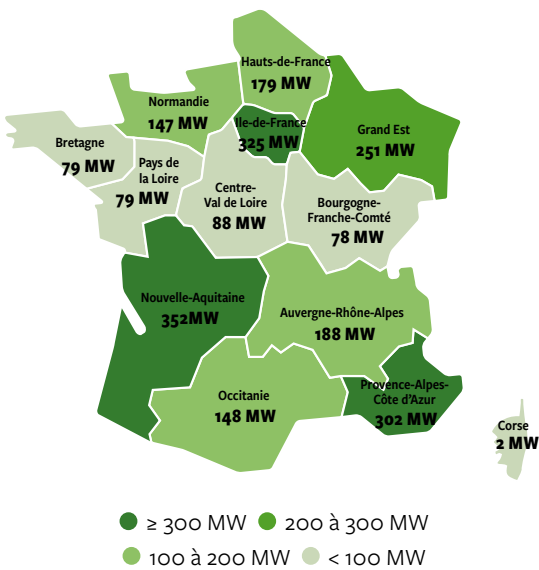 Hauts-de-France
179 MW
Normandie
147 MW
Ile-de-France
325 MW
Grand Est
251 MW
Bretagne
79 MW
Pays de
la Loire
79 MW
Centre-
Val de Loire
88 MW
Bourgogne-
Franche-Comté
78 MW
Nouvelle-Aquitaine
352MW
Auvergne-Rhône-Alpes
188 MW
Provence-Alpes-
Côte d'Azur
302 MW
Occitanie
148 MW
Corse
2 MW
≥ 300 MW
200 à 300 MW
100 à 200 MW
< 100 MW